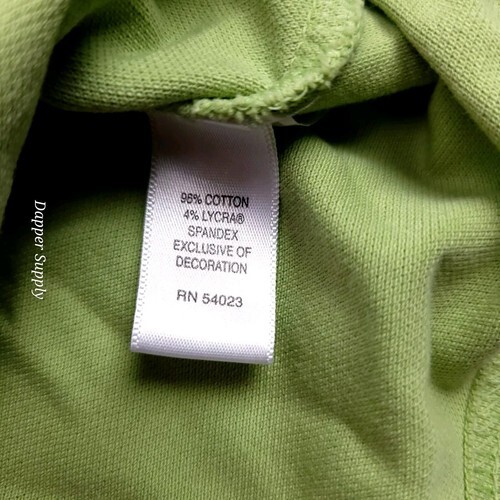 96% COTTON
4% LYCRA®
SPANDEX
EXCLUSIVE OF
DECORATION
RN 54023
Dapper Supply